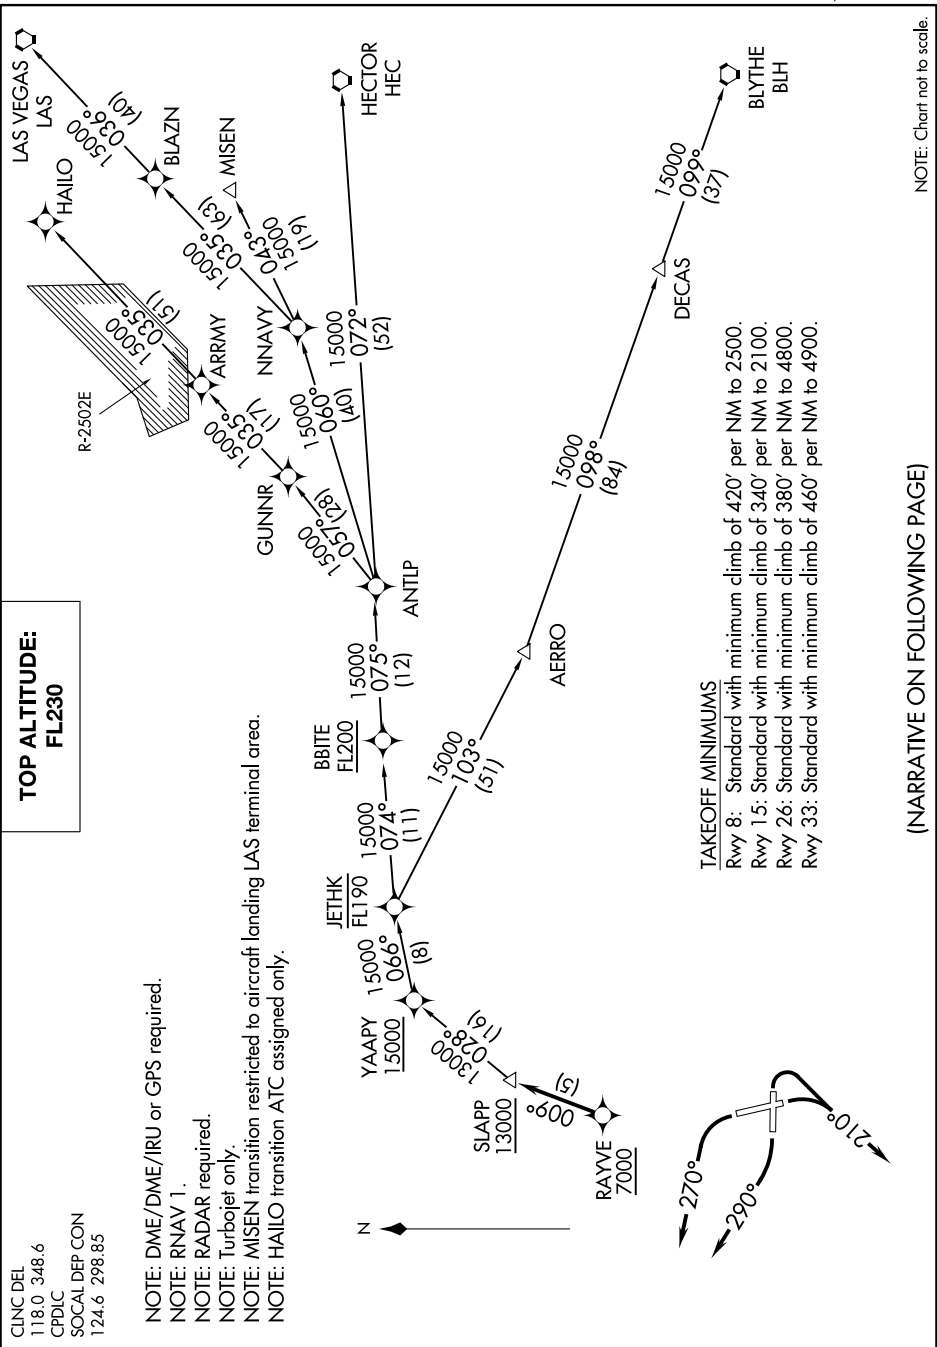 CLNC DEL
118.0 348.6
CPDLC
SOCAL DEP CON
124.6 298.85
TOP ALTITUDE:
FL230
NOTE: DME/DME/IRU or GPS required.
NOTE: RNAV 1.
NOTE: RADAR required.
NOTE: Turbojet only.
NOTE: MISEN transition restricted to aircraft landing LAS terminal area.
NOTE: HAILO transition ATC assigned only.
LAS VEGAS
LAS
15000
036°
(40)
HAILO
BLAZN
R-2502E
15000
035°
(51)
ARRMY
15000
035°
(63)
MISEN
15000
043°
(19)
NNAVY
15000
035°
(17)
GUNNR
15000
057°
(28)
15000
060°
(40)
15000
072°
(52)
HECTOR
HEC
ANTLP
15000
075°
(12)
BBITE
FL200
15000
074°
(11)
JETHK
FL190
15000
066°
(8)
YAAPY
15000
13000
028°
(16)
SLAPP
13000
009°
(5)
RAYVE
7000
N
15000
103°
(51)
AERRO
15000
098°
(84)
DECAS
15000
099°
(37)
BLYTHE
BLH
270°
290°
210°
TAKEOFF MINIMUMS
Rwy 8: Standard with minimum climb of 420' per NM to 2500.
Rwy 15: Standard with minimum climb of 340' per NM to 2100.
Rwy 26: Standard with minimum climb of 380' per NM to 4800.
Rwy 33: Standard with minimum climb of 460' per NM to 4900.
(NARRATIVE ON FOLLOWING PAGE)
NOTE: Chart not to scale.